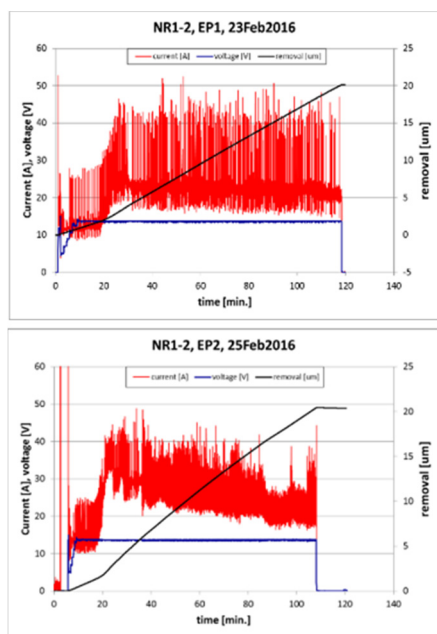 NR1-2, EP1, 23Feb2016
current [A] voltage [V] removal [um]
Current [A], voltage [V]
60
50
40
30
20
10
0
25
20
15
10
5
0
-5
removal [um]
0 20 40 60 80 100 120 140
time [min.]
NR1-2, EP2, 25Feb2016
current [A] voltage [V] removal [um]
Current [A], voltage [V]
60
50
40
30
20
10
0
25
20
15
10
5
0
removal [um]
0 20 40 60 80 100 120 140
time [min.]